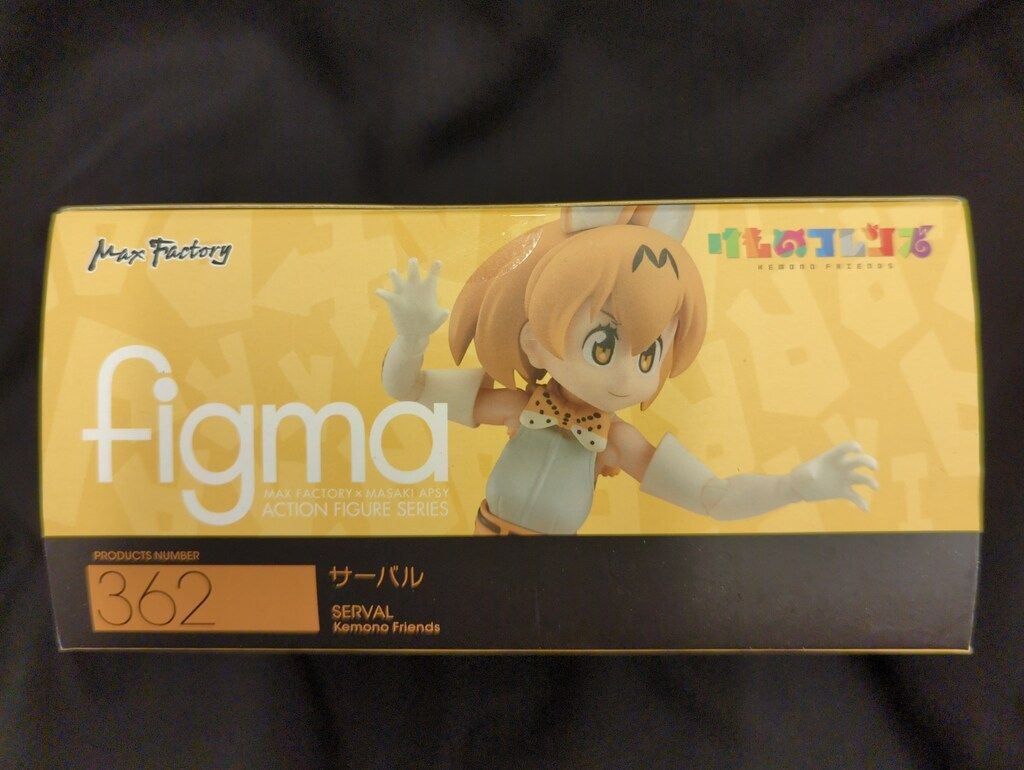 Max Factory
けものフレンズ
KEMONO FRIENDS
figma
MAX FACTORY × MASAKI APSY
ACTION FIGURE SERIES
PRODUCTS NUMBER
362
サーバル
SERVAL
Kemono Friends